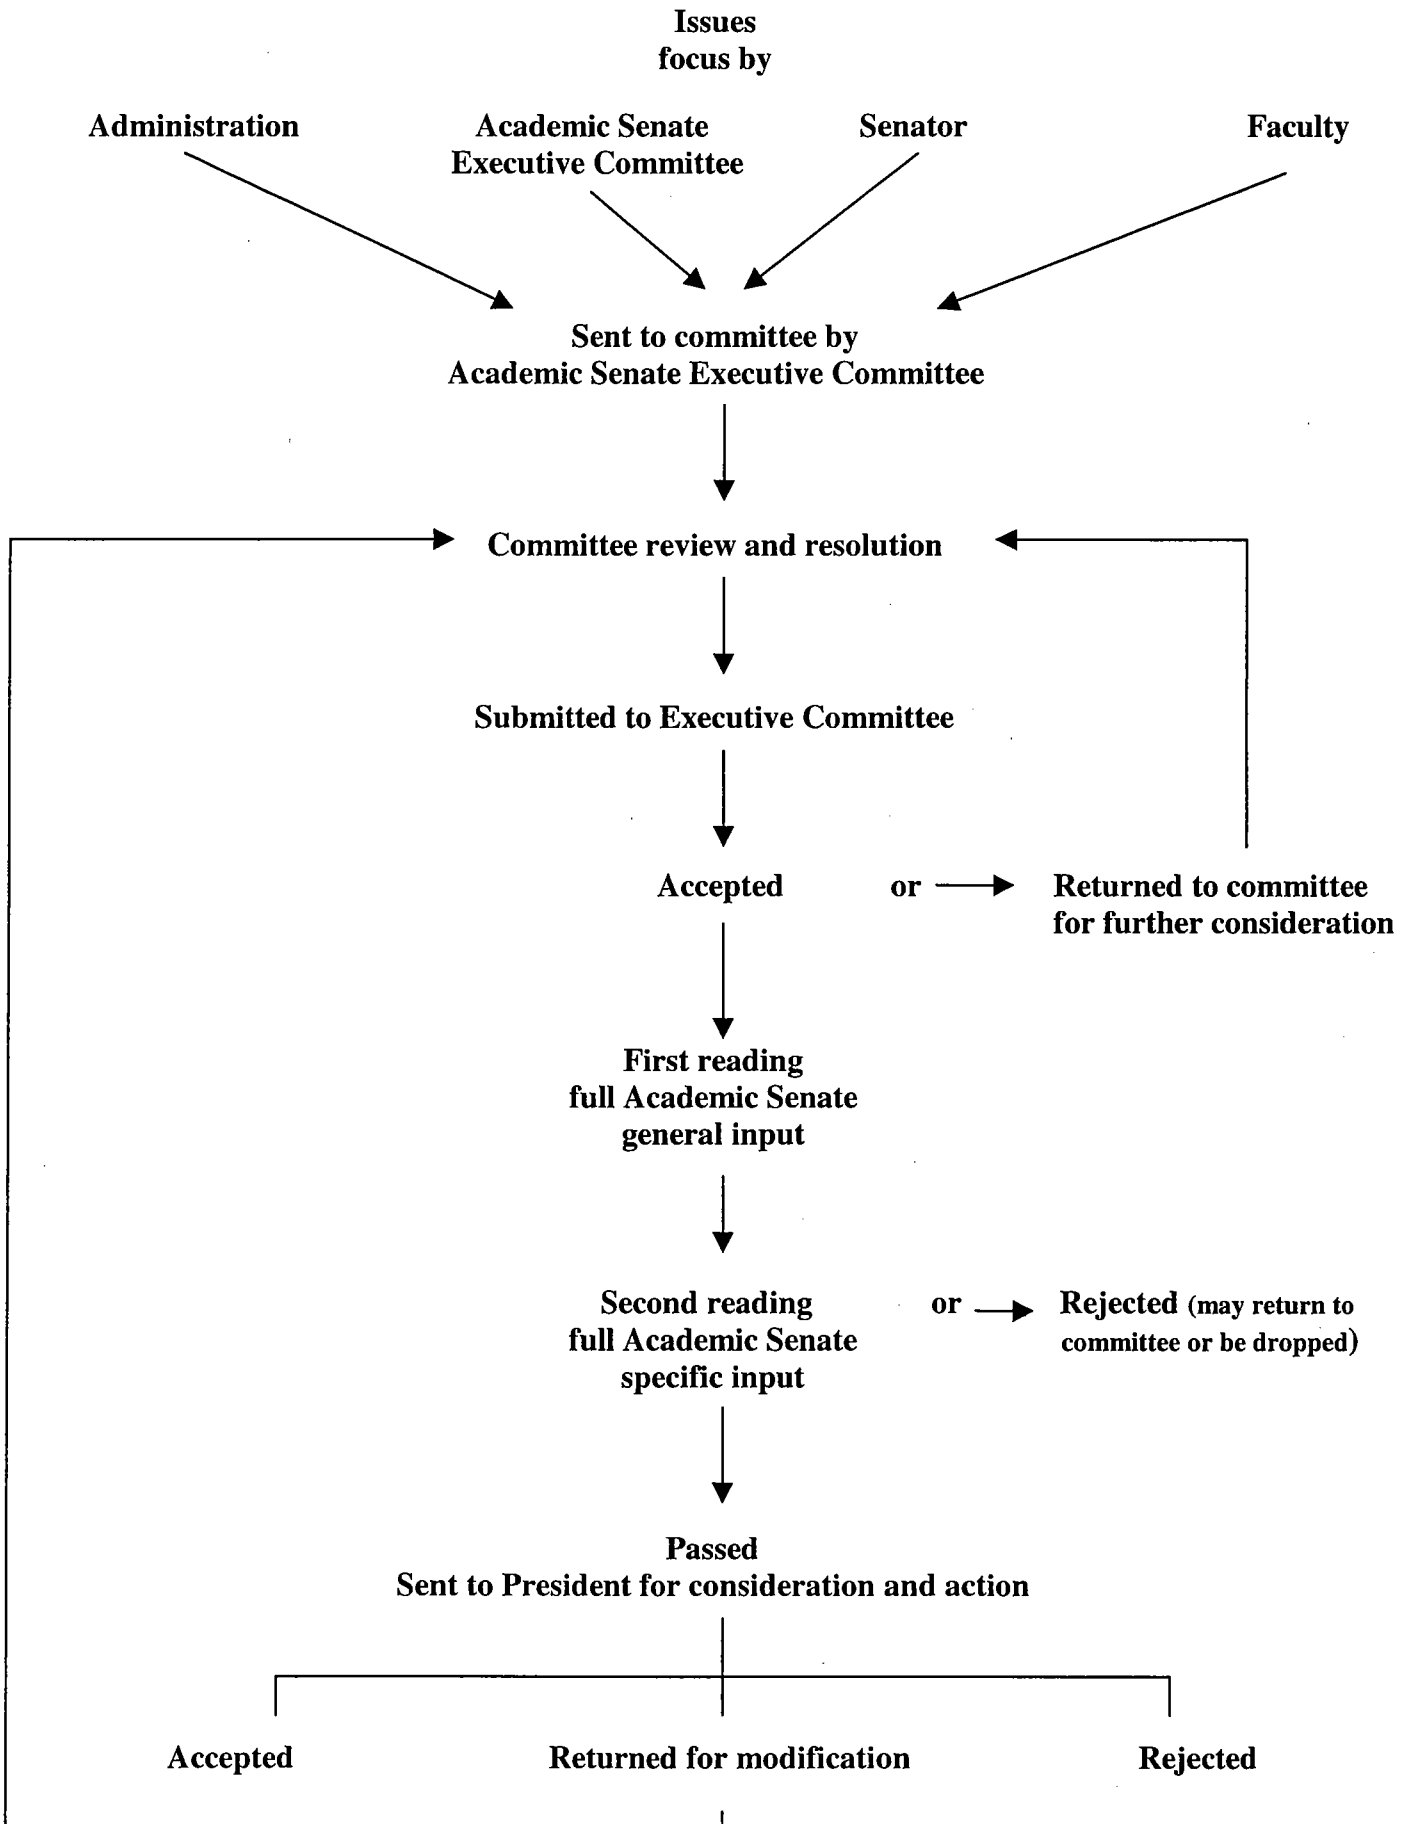 Issues
focus by
Administration
Academic Senate
Executive Committee
Senator
Faculty
Sent to committee by
Academic Senate Executive Committee
Committee review and resolution
Submitted to Executive Committee
Accepted
or
Returned to committee
for further consideration
First reading
full Academic Senate
general input
Second reading
full Academic Senate
specific input
or
Rejected (may return to
committee or be dropped)
Passed
Sent to President for consideration and action
Accepted
Returned for modification
Rejected